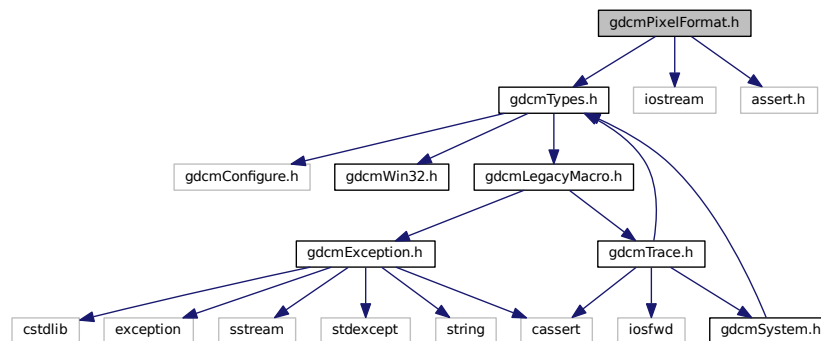 gdcmPixelFormat.h
gdcmTypes.h
iostream
assert.h
gdcmConfigure.h
gdcmWin32.h
gdcmLegacyMacro.h
gdcmException.h
gdcmTrace.h
cstdlib
exception
sstream
stdexcept
string
cassert
iosfwd
gdcmSystem.h